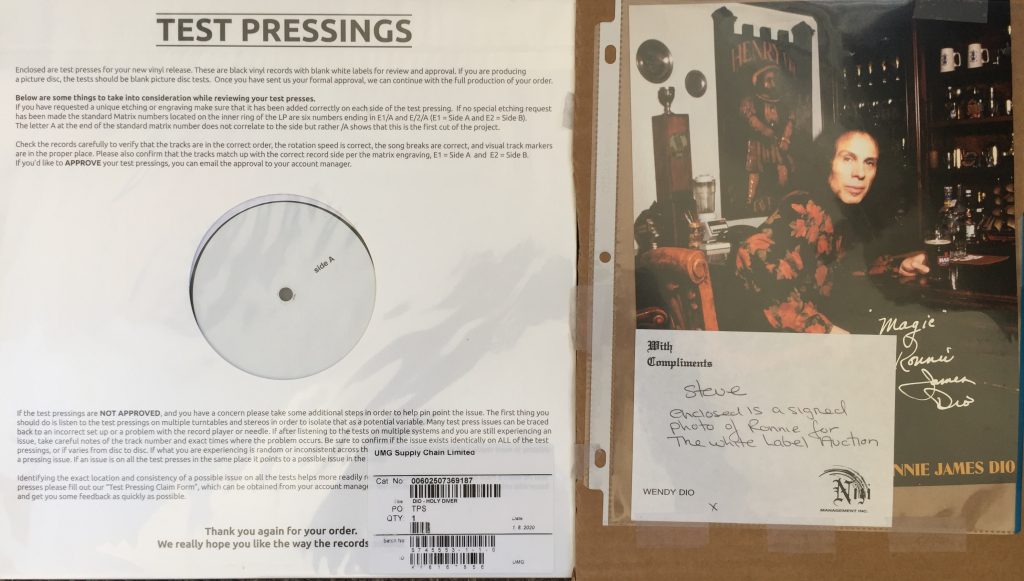 TEST PRESSINGS
Enclosed are test presses for your new vinyl release. These are black vinyl records with blank white labels for review and approval. If you are producing
a picture disc, the tests should be blank picture disc tests. Once you have sent us your formal approval, we can continue with the full production of your order.
Below are some things to take into consideration while reviewing your test presses.
If you have requested a unique etching or engraving make sure that it has been added correctly on each side of the test pressing. If no special etching request
has been made the standard Matrix numbers located on the inner ring of the LP are six numbers ending in E1/A and E/2/A (E1 = Side A and E2 = Side B).
The letter A at the end of the standard matrix number does not correlate to the side but rather /A shows that this is the first cut of the project.
Check the records carefully to verify that the tracks are in the correct order, the rotation speed is correct, the song breaks are correct, and visual track markers
are in the proper place. Please also confirm that the tracks match up with the correct record side per the matrix engraving, E1 = Side A and E2 = Side B.
If you'd like to APPROVE your test pressings, you can email the approval to your account manager.
side A
If the test pressings are NOT APPROVED, and you have a concern please take some additional steps in order to help pin point the issue. The first thing you
should do is listen to the test pressings on multiple turntables and stereos in order to isolate that as a potential variable. Many test press issues can be traced
back to an incorrect set up or a problem with the record player or needle. If after listening to the tests on multiple systems and you are still experiencing an
issue, take careful notes of the track number and exact times where the problem occurs. Be sure to confirm if the issue exists identically on ALL of the test
pressings, or if varies from disc to disc. If what you are experiencing is random or inconsistent across th
a pressing issue. If an issue is on all the test presses in the same place it points to a possible issue in the
Identifying the exact location and consistency of a possible issue on all the tests helps more readily
presses please fill out our "Test Pressing Claim Form", which can be obtained from your account manag
and get you some feedback as quickly as possible.
Thank you again for your order.
We really hope you like the way the records
UMG Supply Chain Limited
Cat No 00602507369187
Title DIO - HOLY DIVER
PO TPS
QTY 1
Date
1 8 2020
Batch No
UMG
HENRY
"Magic"
Ronnie
James
Dio
With
Compliments
Steve
enclosed is a signed
photo of Ronnie for
The White Label Auction
WENDY DIO
X
Niji
MANAGEMENT INC.
NNIE JAMES DIO